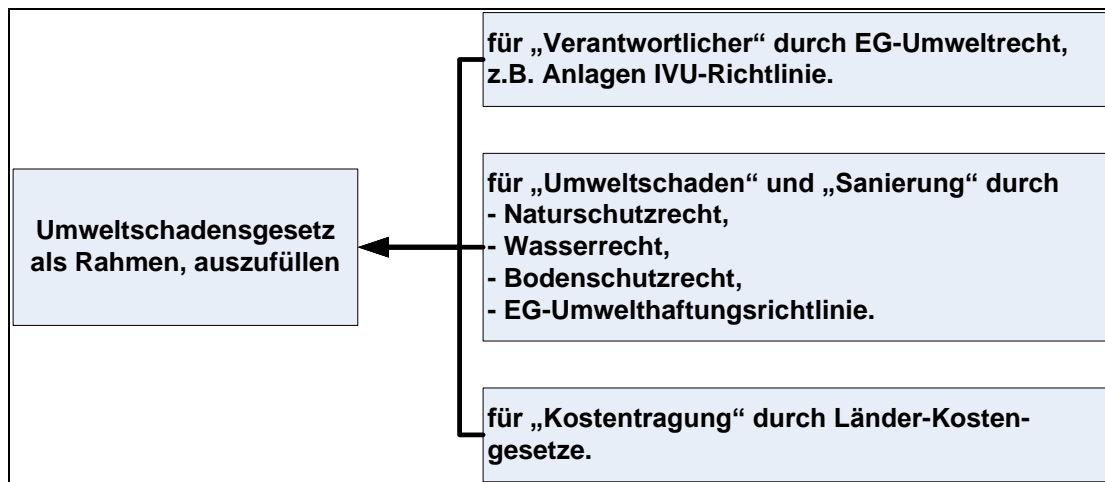 Umweltschadensgesetz
als Rahmen, auszufüllen
für „Verantwortlicher“ durch EG-Umweltrecht,
z.B. Anlagen IVU-Richtlinie.
für „Umweltschaden“ und „Sanierung“ durch
- Naturschutzrecht,
- Wasserrecht,
- Bodenschutzrecht,
- EG-Umwelthaftungsrichtlinie.
für „Kostentragung“ durch Länder-Kosten-
gesetze.